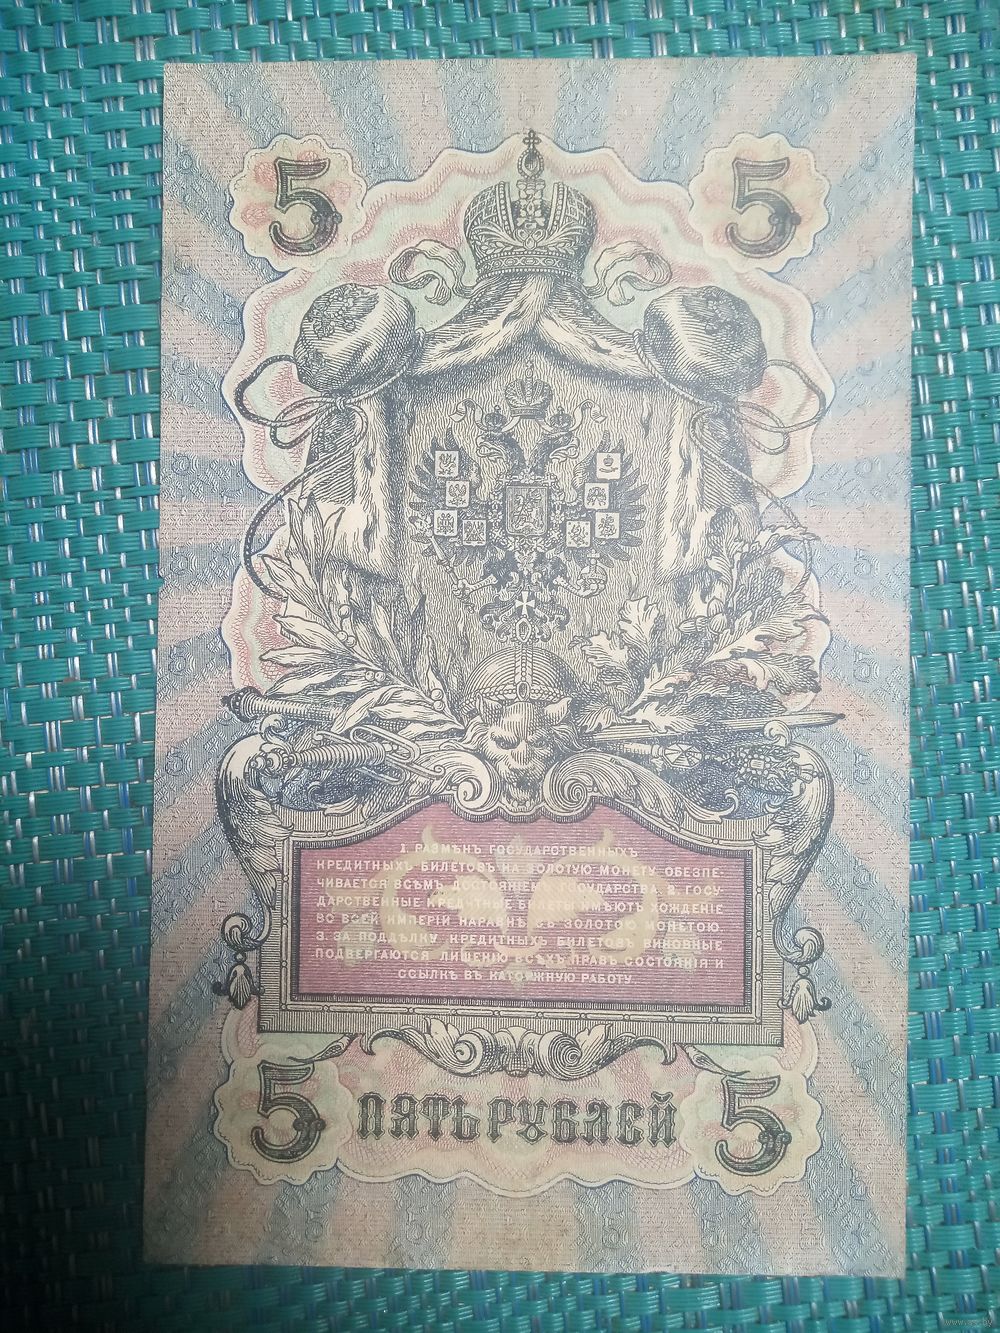 5 5
1. РАЗМѢНЪ ГОСУДАРСТВЕННЫХЪ
КРЕДИТНЫХЪ БИЛЕТОВЪ НА ЗОЛОТУЮ МОНЕТУ ОБЕЗПЕ-
ЧИВАЕТСЯ ВСѢМЪ ДОСТОЯНІЕМЪ ГОСУДАРСТВА. 2. ГОСУ-
ДАРСТВЕННЫЕ КРЕДИТНЫЕ БИЛЕТЫ ИМѢЮТЪ ХОЖДЕНІЕ
ВО ВСЕЙ ИМПЕРІИ НАРАВНѢ СЪ ЗОЛОТОЮ МОНЕТОЮ.
3. ЗА ПОДДѢЛКУ КРЕДИТНЫХЪ БИЛЕТОВЪ ВИНОВНЫЕ
ПОДВЕРГАЮТСЯ ЛИШЕНІЮ ВСѢХЪ ПРАВЪ СОСТОЯНІЯ И
ССЫЛКѢ ВЪ КАТОРЖНУЮ РАБОТУ.
5 ПЯТЬ РУБЛЕЙ 5